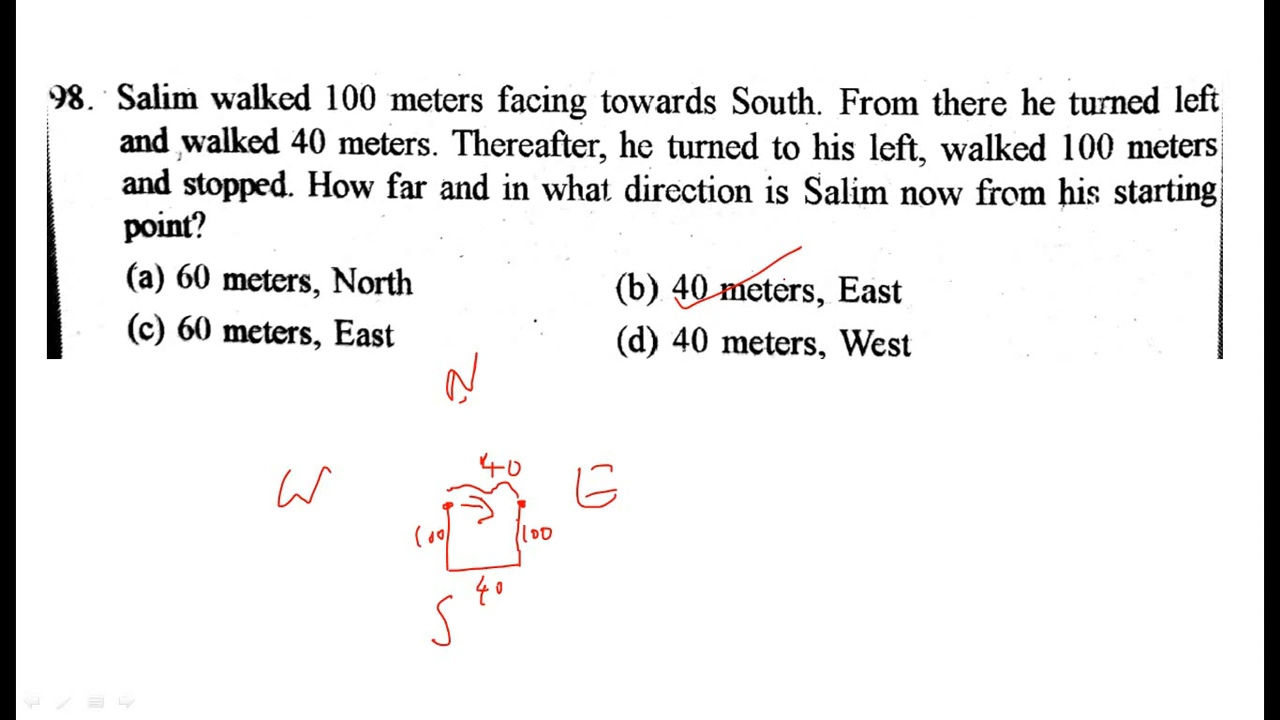 98. Salim walked 100 meters facing towards South. From there he turned left
and walked 40 meters. Thereafter, he turned to his left, walked 100 meters
and stopped. How far and in what direction is Salim now from his starting
point?
(a) 60 meters, North (b) 40 meters, East
(c) 60 meters, East (d) 40 meters, West
N
40
W E
100 100
40
S